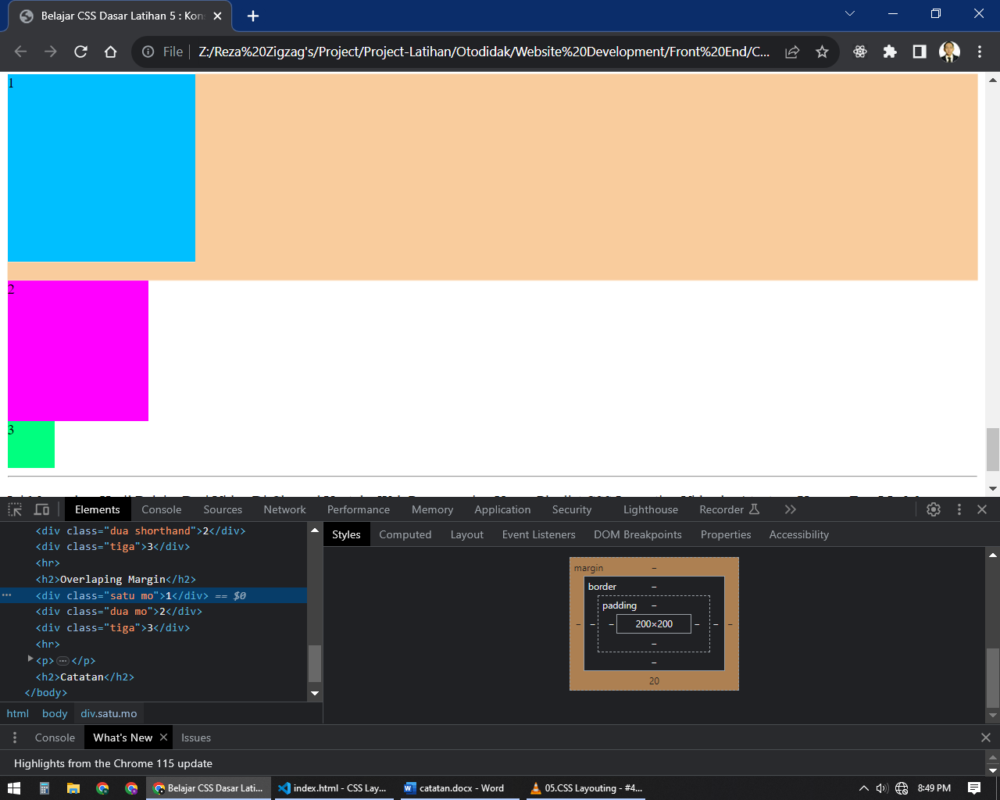 Belajar CSS Dasar Latihan 5 : Kon
File
Z:/Reza%20Zigzag's/Project/Project-Latihan/Otodidak/Website%20Development/Front%20End/C...
1
2
3
Elements Console Sources Network Performance Memory Application Security Lighthouse Recorder
<div class="dua shorthand">2</div>
<div class="tiga">3</div>
<hr>
<h2>Overlaping Margin</h2>
<div class="satu mo">1</div> == $0
<div class="dua mo">2</div>
<div class="tiga">3</div>
<hr>
<p>…</p>
<h2>Catatan</h2>
</body>
html body div.satu.mo
Styles Computed Layout Event Listeners DOM Breakpoints Properties Accessibility
margin –
border –
padding –
– – – 200×200 – – –
–
–
20
Console What's New Issues
Highlights from the Chrome 115 update
Belajar CSS Dasar Lati... index.html - CSS Lay... catatan.docx - Word 05.CSS Layouting - #4... 8:49 PM